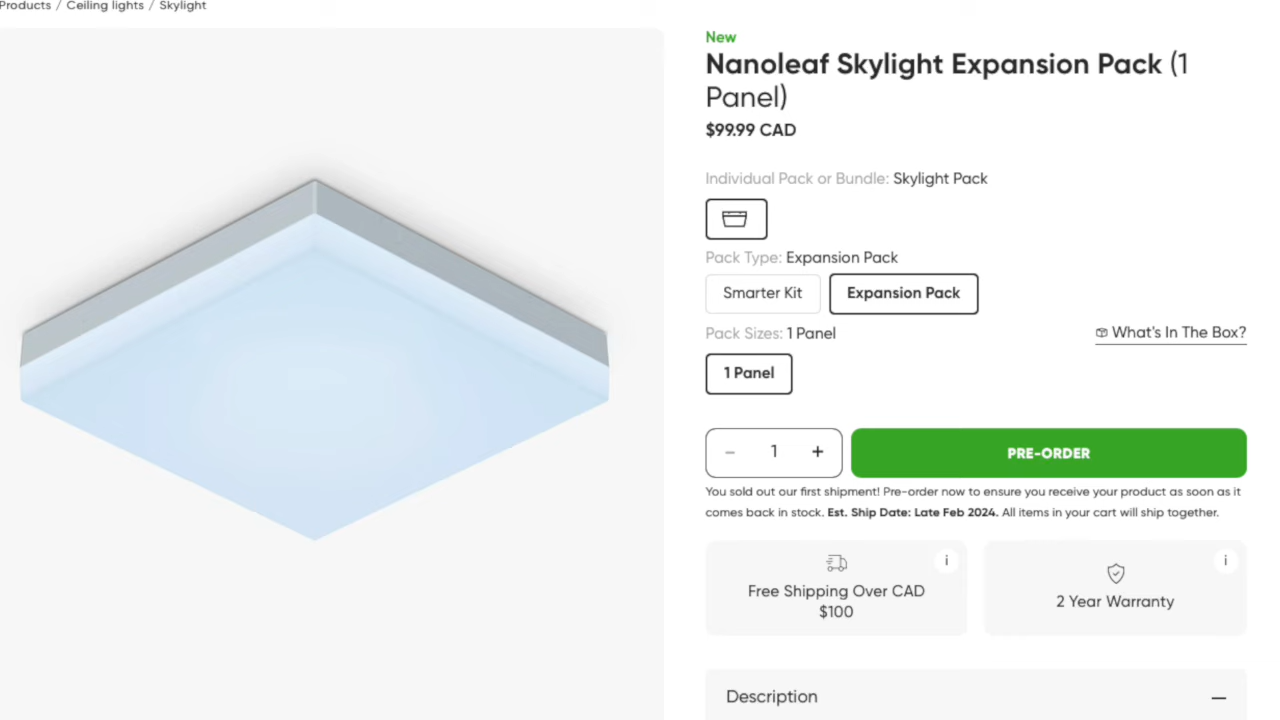 Products / Ceiling lights / Skylight
New
Nanoleaf Skylight Expansion Pack (1
Panel)
$99.99 CAD
Individual Pack or Bundle: Skylight Pack
Pack Type: Expansion Pack
Smarter Kit
Expansion Pack
Pack Sizes: 1 Panel
What's In The Box?
1 Panel
− 1 +
PRE-ORDER
You sold out our first shipment! Pre-order now to ensure you receive your product as soon as it
comes back in stock. Est. Ship Date: Late Feb 2024. All items in your cart will ship together.
i
Free Shipping Over CAD
$100
i
2 Year Warranty
Description −